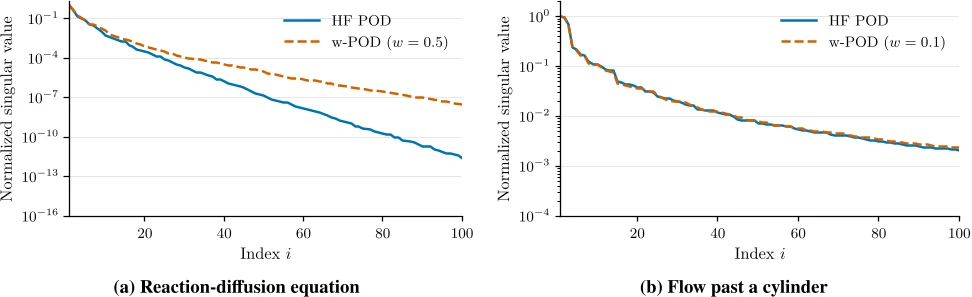 Normalized singular value
10⁻¹
10⁻⁴
10⁻⁷
10⁻¹⁰
10⁻¹³
10⁻¹⁶
HF POD
w-POD (w = 0.5)
20 40 60 80 100
Index i
(a) Reaction-diffusion equation
Normalized singular value
10⁰
10⁻¹
10⁻²
10⁻³
10⁻⁴
HF POD
w-POD (w = 0.1)
20 40 60 80 100
Index i
(b) Flow past a cylinder